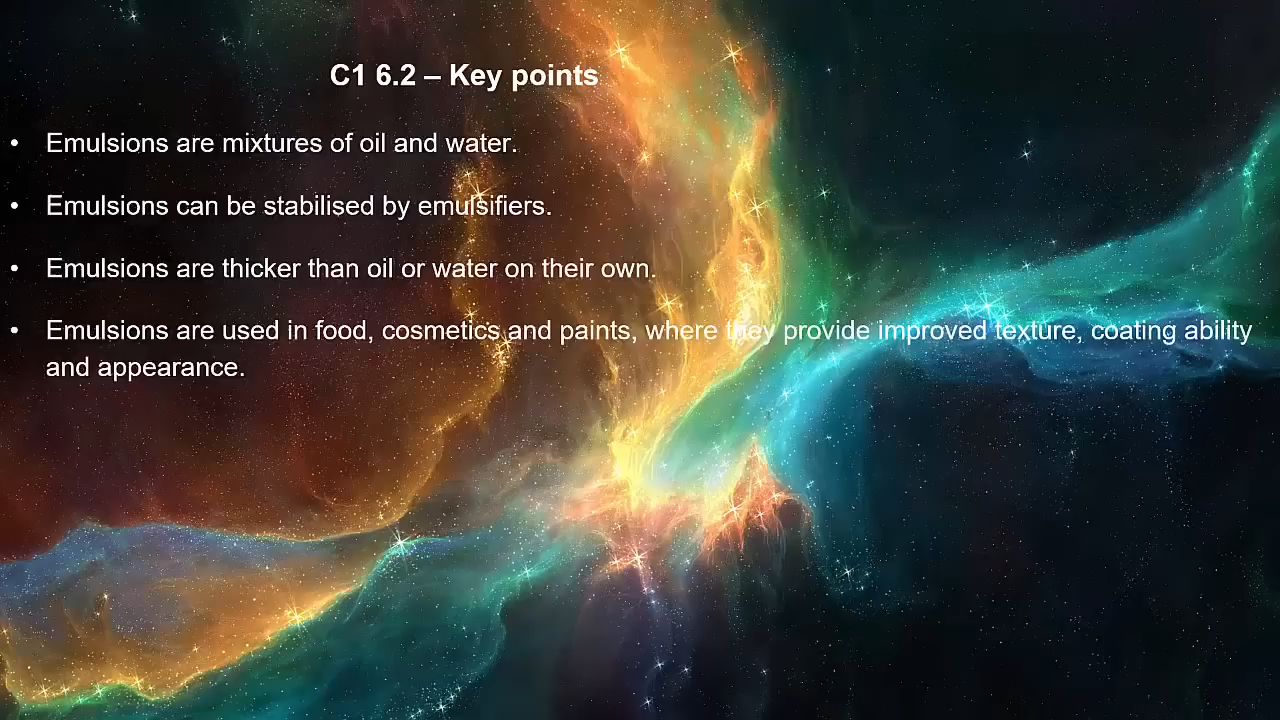 C1 6.2 – Key points
• Emulsions are mixtures of oil and water.
• Emulsions can be stabilised by emulsifiers.
• Emulsions are thicker than oil or water on their own.
• Emulsions are used in food, cosmetics and paints, where they provide improved texture, coating ability
and appearance.